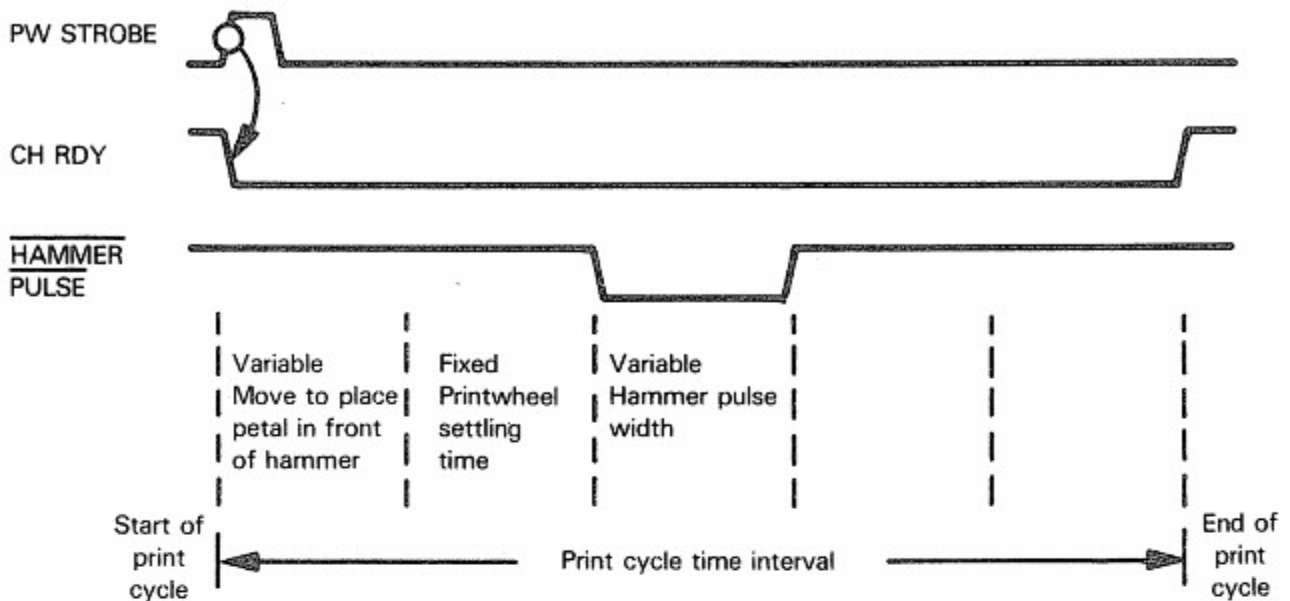 PW STROBE
CH RDY
HAMMER
PULSE
Variable
Move to place
petal in front
of hammer
Fixed
Printwheel
settling
time
Variable
Hammer pulse
width
Start of
print
cycle
Print cycle time interval
End of
print
cycle